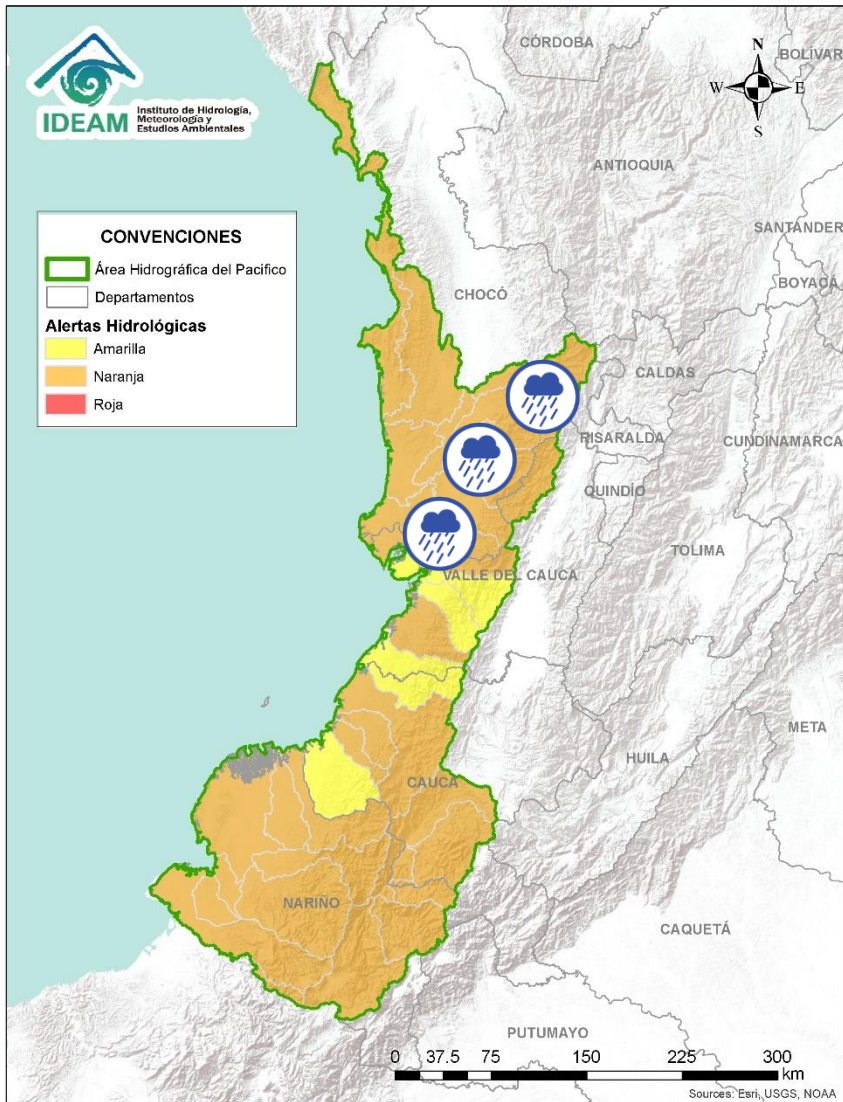 IDEAM
Instituto de Hidrología,
Meteorología y
Estudios Ambientales
N
W
E
S
CÓRDOBA
BOLÍVAR
ANTIOQUIA
SANTANDER
BOYACÁ
CONVENCIONES
Área Hidrográfica del Pacifico
Departamentos
Alertas Hidrológicas
Amarilla
Naranja
Roja
CHOCÓ
CALDAS
RISARALDA
CUNDINAMARCA
QUINDÍO
TOLIMA
VALLE DEL CAUCA
META
HUILA
CAUCA
NARIÑO
CAQUETÁ
PUTUMAYO
0 37.5 75 150 225 300
km
Sources: Esri, USGS, NOAA